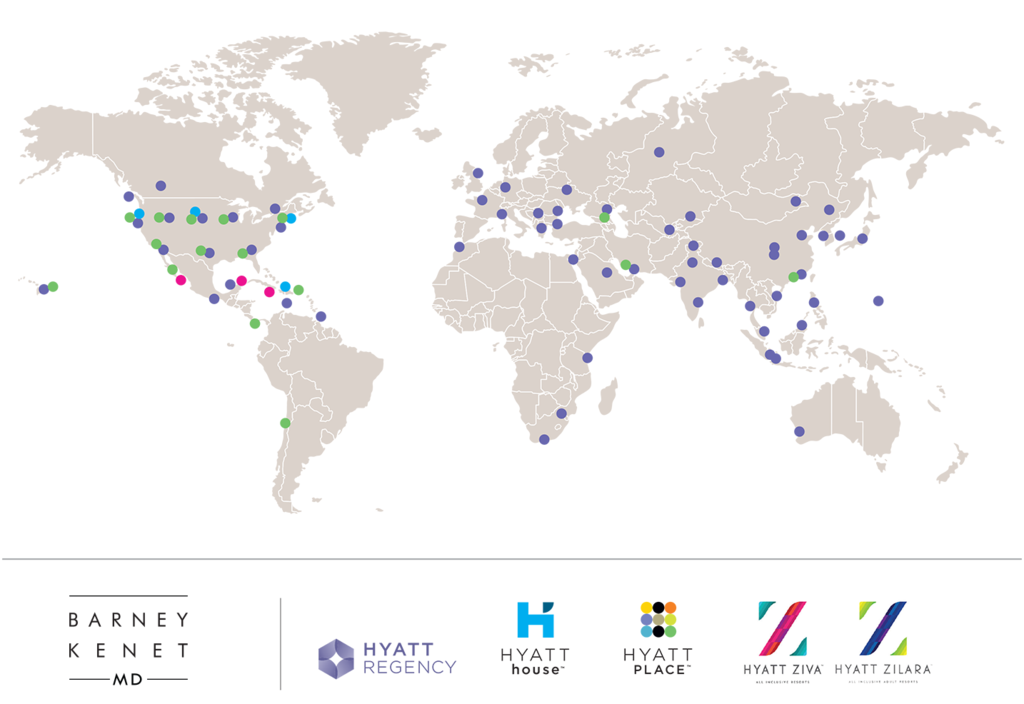 BARNEY
KENET
MD
HYATT
REGENCY
HYATT
house™
HYATT
PLACE™
HYATT ZIVA™
ALL INCLUSIVE RESORTS
HYATT ZILARA™
ALL INCLUSIVE ADULT RESORTS